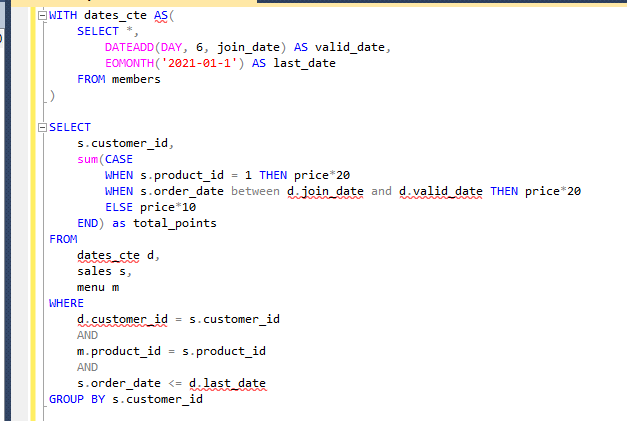 WITH dates_cte AS(
SELECT *,
DATEADD(DAY, 6, join_date) AS valid_date,
EOMONTH('2021-01-1') AS last_date
FROM members
)
SELECT
s.customer_id,
sum(CASE
WHEN s.product_id = 1 THEN price*20
WHEN s.order_date between d.join_date and d.valid_date THEN price*20
ELSE price*10
END) as total_points
FROM
dates_cte d,
sales s,
menu m
WHERE
d.customer_id = s.customer_id
AND
m.product_id = s.product_id
AND
s.order_date <= d.last_date
GROUP BY s.customer_id